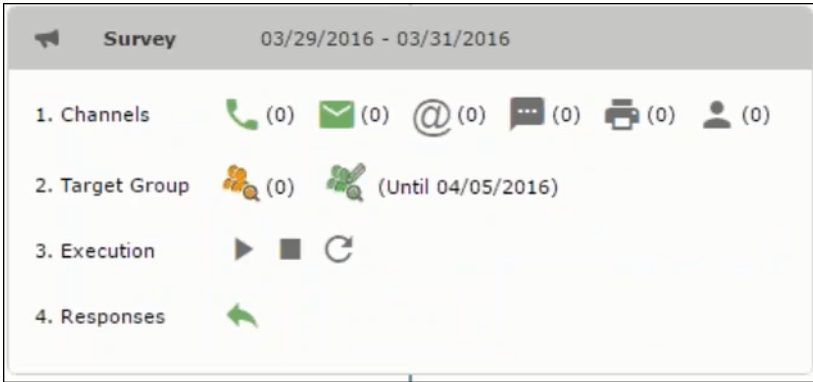 Survey 03/29/2016 - 03/31/2016
1. Channels (0) (0) @ (0) (0) (0) (0)
2. Target Group (0) (Until 04/05/2016)
3. Execution
4. Responses